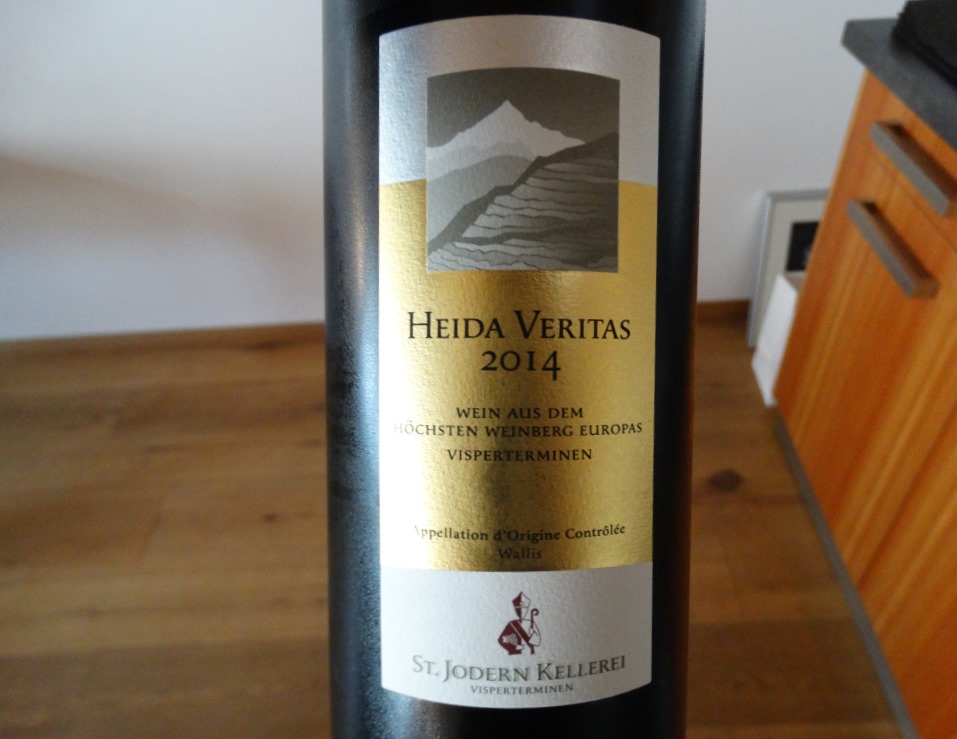 HEIDA VERITAS
2014
WEIN AUS DEM
HÖCHSTEN WEINBERG EUROPAS
VISPERTERMINEN
Appellation d'Origine Contrôlée
Wallis
ST. JODERN KELLEREI
VISPERTERMINEN